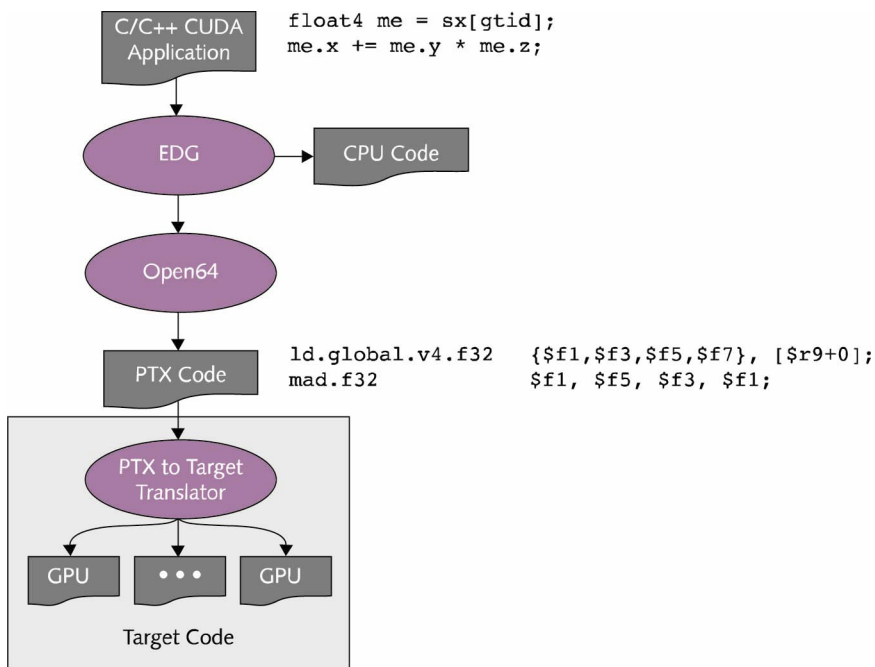 C/C++ CUDA
Application
float4 me = sx[gtid];
me.x += me.y * me.z;
EDG
CPU Code
Open64
PTX Code
ld.global.v4.f32 {$f1,$f3,$f5,$f7}, [$r9+0];
mad.f32 $f1, $f5, $f3, $f1;
PTX to Target
Translator
GPU
•••
GPU
Target Code